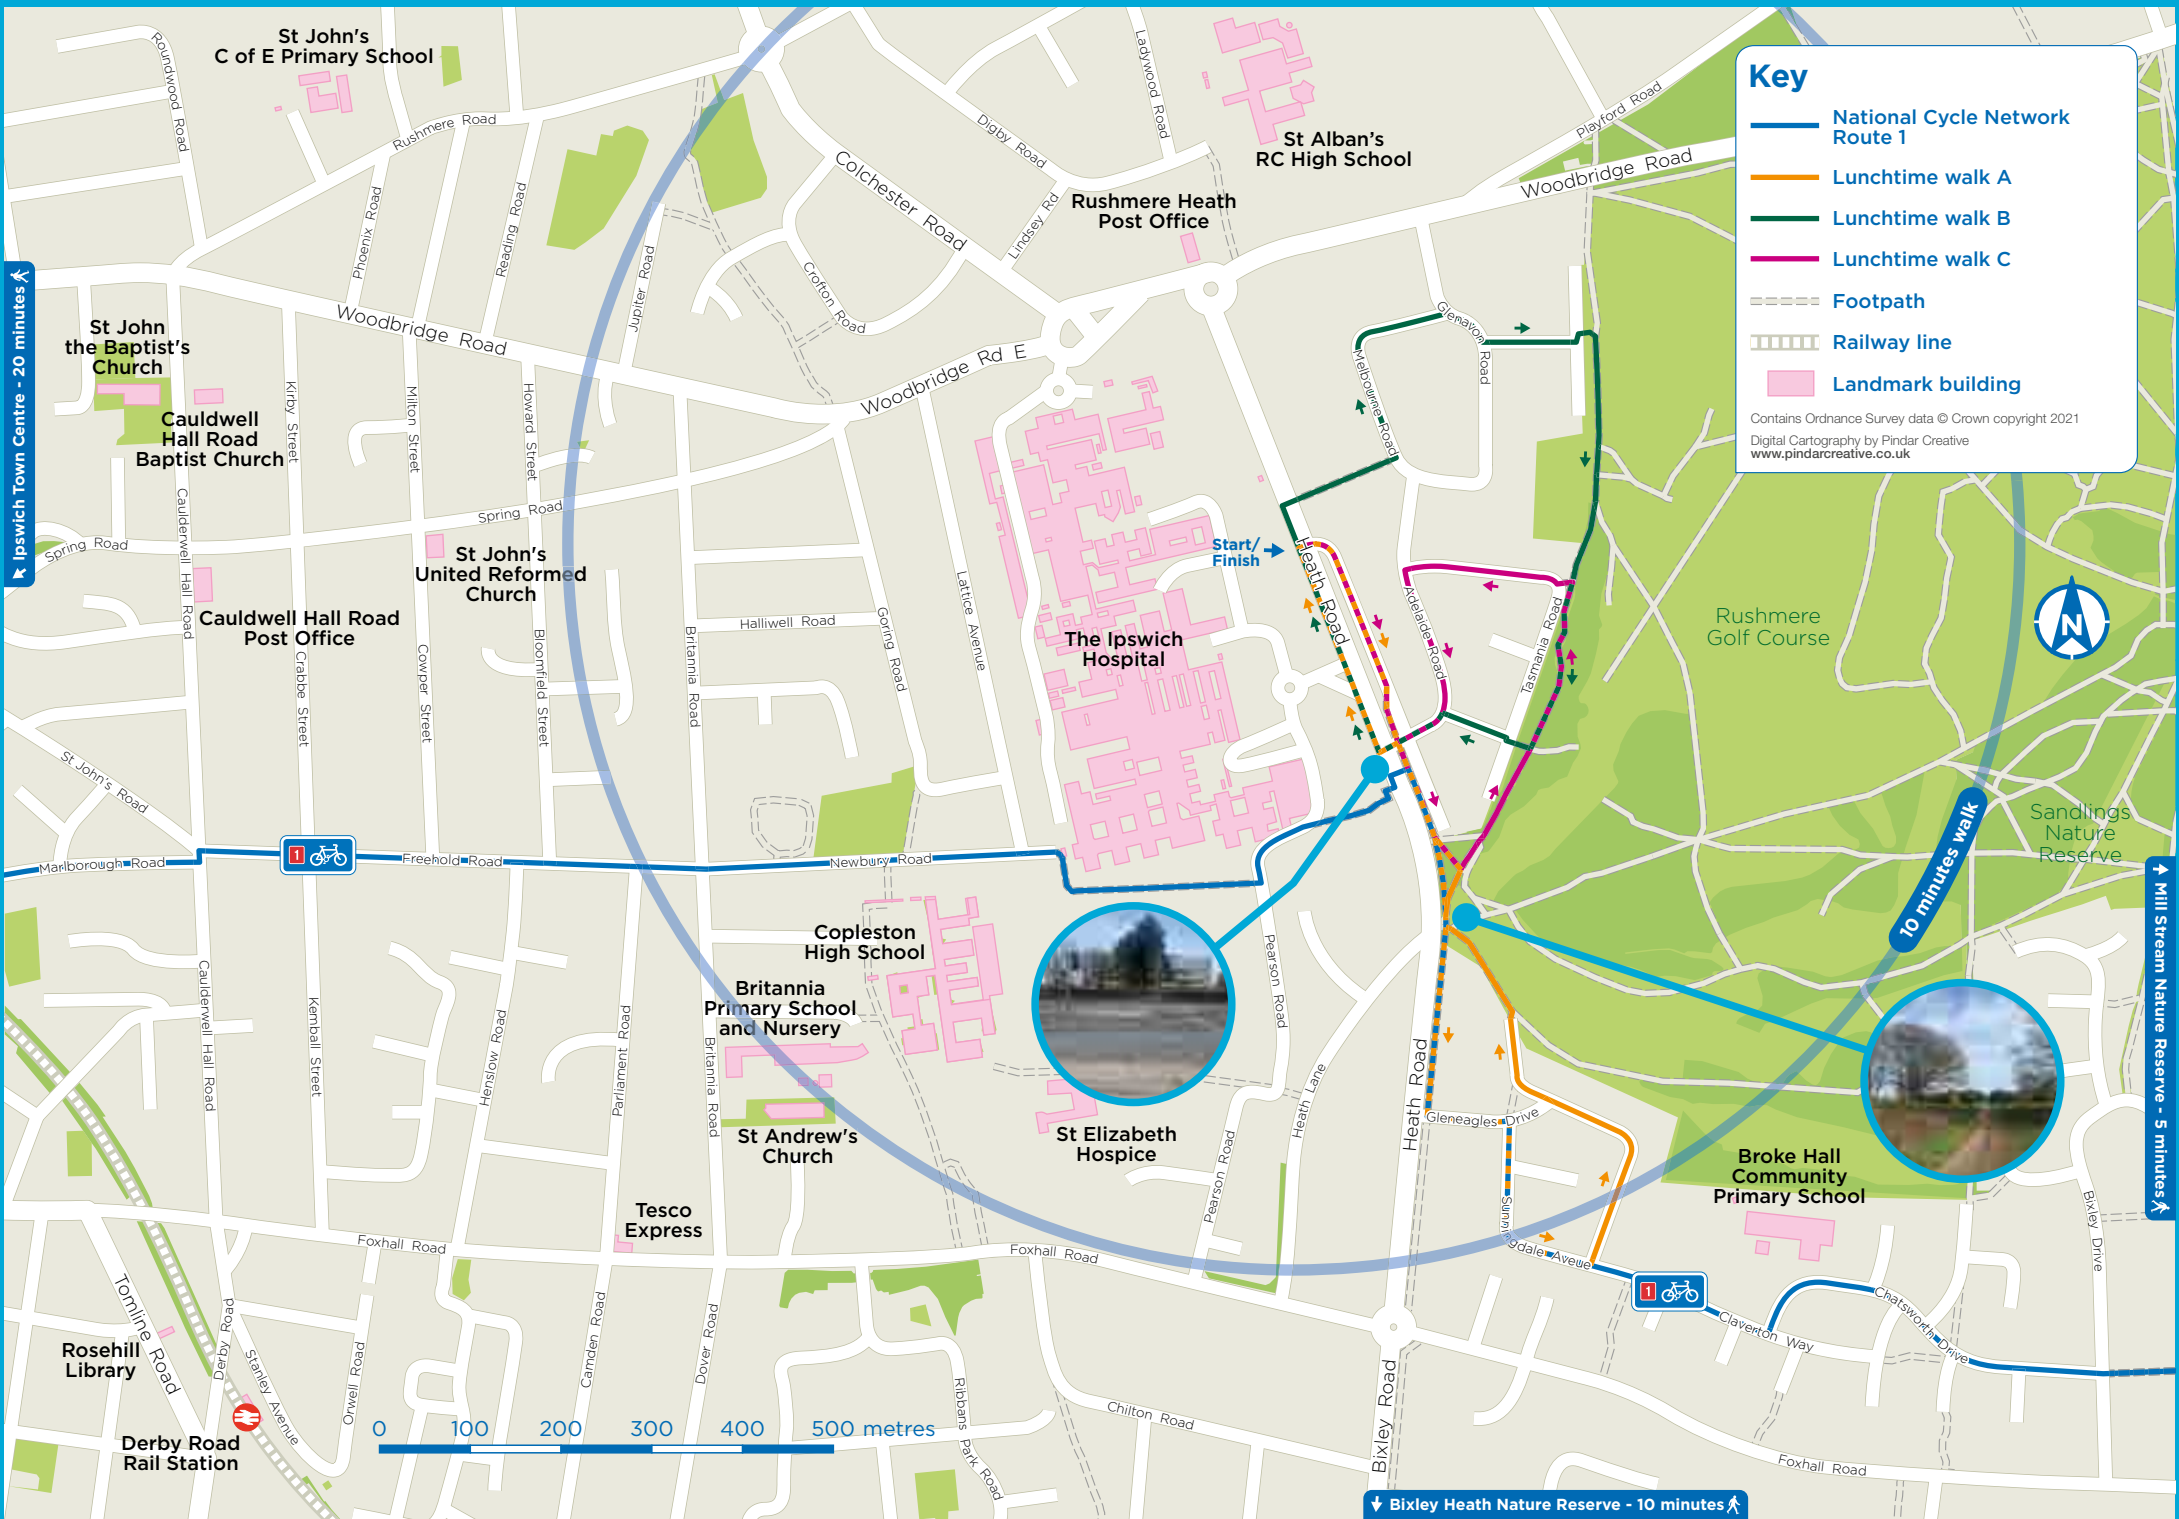 St John's
C of E Primary School
Roundwood Road
Rushmere Road
Phoenix Road
Reading Road
Jupiter Road
Colchester Road
Digby Road
Ladywood Road
Lindsey Rd
Crofton Road
St Alban's
RC High School
Rushmere Heath
Post Office
Playford Road
Woodbridge Road
Key
National Cycle Network
Route 1
Lunchtime walk A
Lunchtime walk B
Lunchtime walk C
Footpath
Railway line
Landmark building
Contains Ordnance Survey data © Crown copyright 2021
Digital Cartography by Pindar Creative
www.pindarcreative.co.uk
Ipswich Town Centre - 20 minutes
St John
the Baptist's
Church
Woodbridge Road
Woodbridge Rd E
Cauldwell
Hall Road
Baptist Church
Kirby Street
Milton Street
Howard Street
Glenavon Road
Melbourne Road
Spring Road
Spring Road
Cauldwell Hall Road
St John's
United Reformed
Church
Cauldwell Hall Road
Post Office
Crabbe Street
Cowper Street
Bloomfield Street
Britannia Road
Halliwell Road
Goring Road
Lattice Avenue
The Ipswich
Hospital
Start/
Finish
Heath Road
Adelaide Road
Tasmania Road
Rushmere
Golf Course
N
Sandlings
Nature
Reserve
10 minutes walk
Mill Stream Nature Reserve - 5 minutes
St John's Road
Marlborough Road
1
Freehold Road
Newbury Road
Copleston
High School
Britannia
Primary School
and Nursery
St Andrew's
Church
St Elizabeth
Hospice
Cauldwell Hall Road
Kemball Street
Henslow Road
Parliament Road
Britannia Road
Pearson Road
Pearson Road
Heath Lane
Heath Road
Gleneagles Drive
Sunningdale Avenue
Broke Hall
Community
Primary School
Bixley Drive
1
Claverton Way
Chatsworth Drive
Tesco
Express
Foxhall Road
Foxhall Road
Tomline Road
Derby Road
Stanley Avenue
Orwell Road
Camden Road
Dover Road
Ribbans Park Road
Chilton Road
Bixley Road
Foxhall Road
Rosehill
Library
Derby Road
Rail Station
0 100 200 300 400 500 metres
Bixley Heath Nature Reserve - 10 minutes